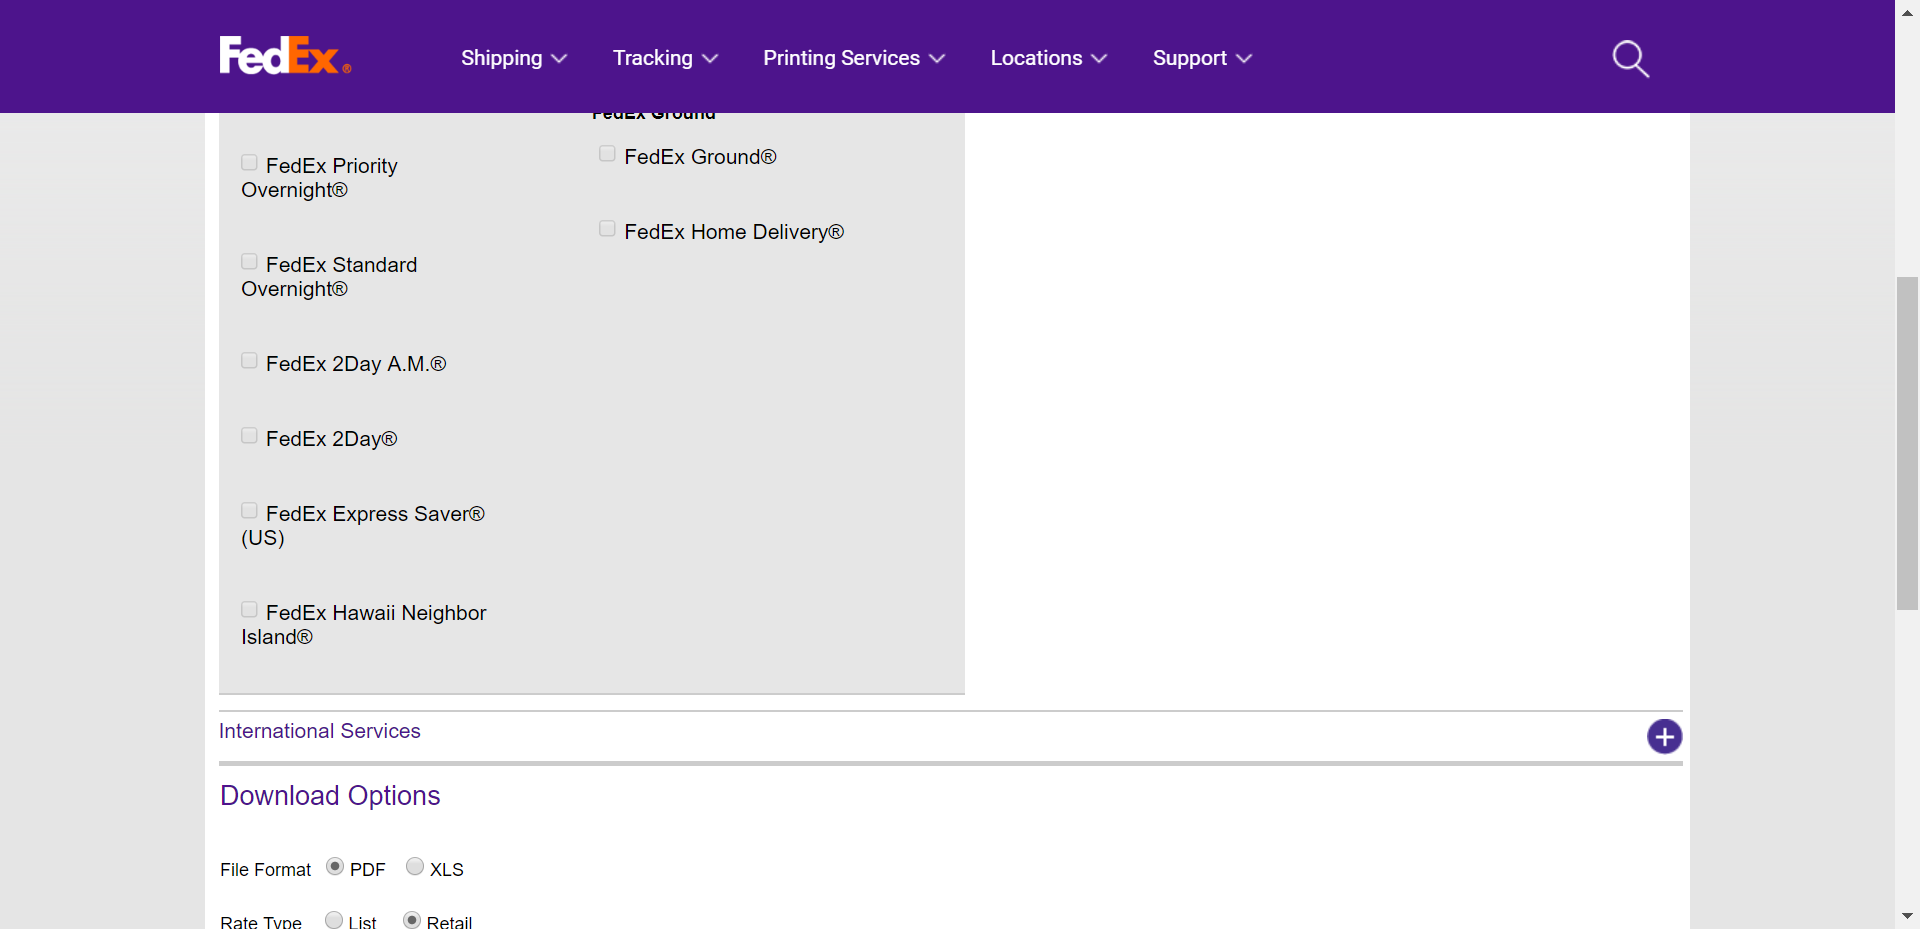 FedEx®
Shipping
Tracking
Printing Services
Locations
Support
FedEx Ground
FedEx Priority
Overnight®
FedEx Standard
Overnight®
FedEx 2Day A.M.®
FedEx 2Day®
FedEx Express Saver®
(US)
FedEx Hawaii Neighbor
Island®
FedEx Ground®
FedEx Home Delivery®
International Services
Download Options
File Format PDF XLS
Rate Type List Retail